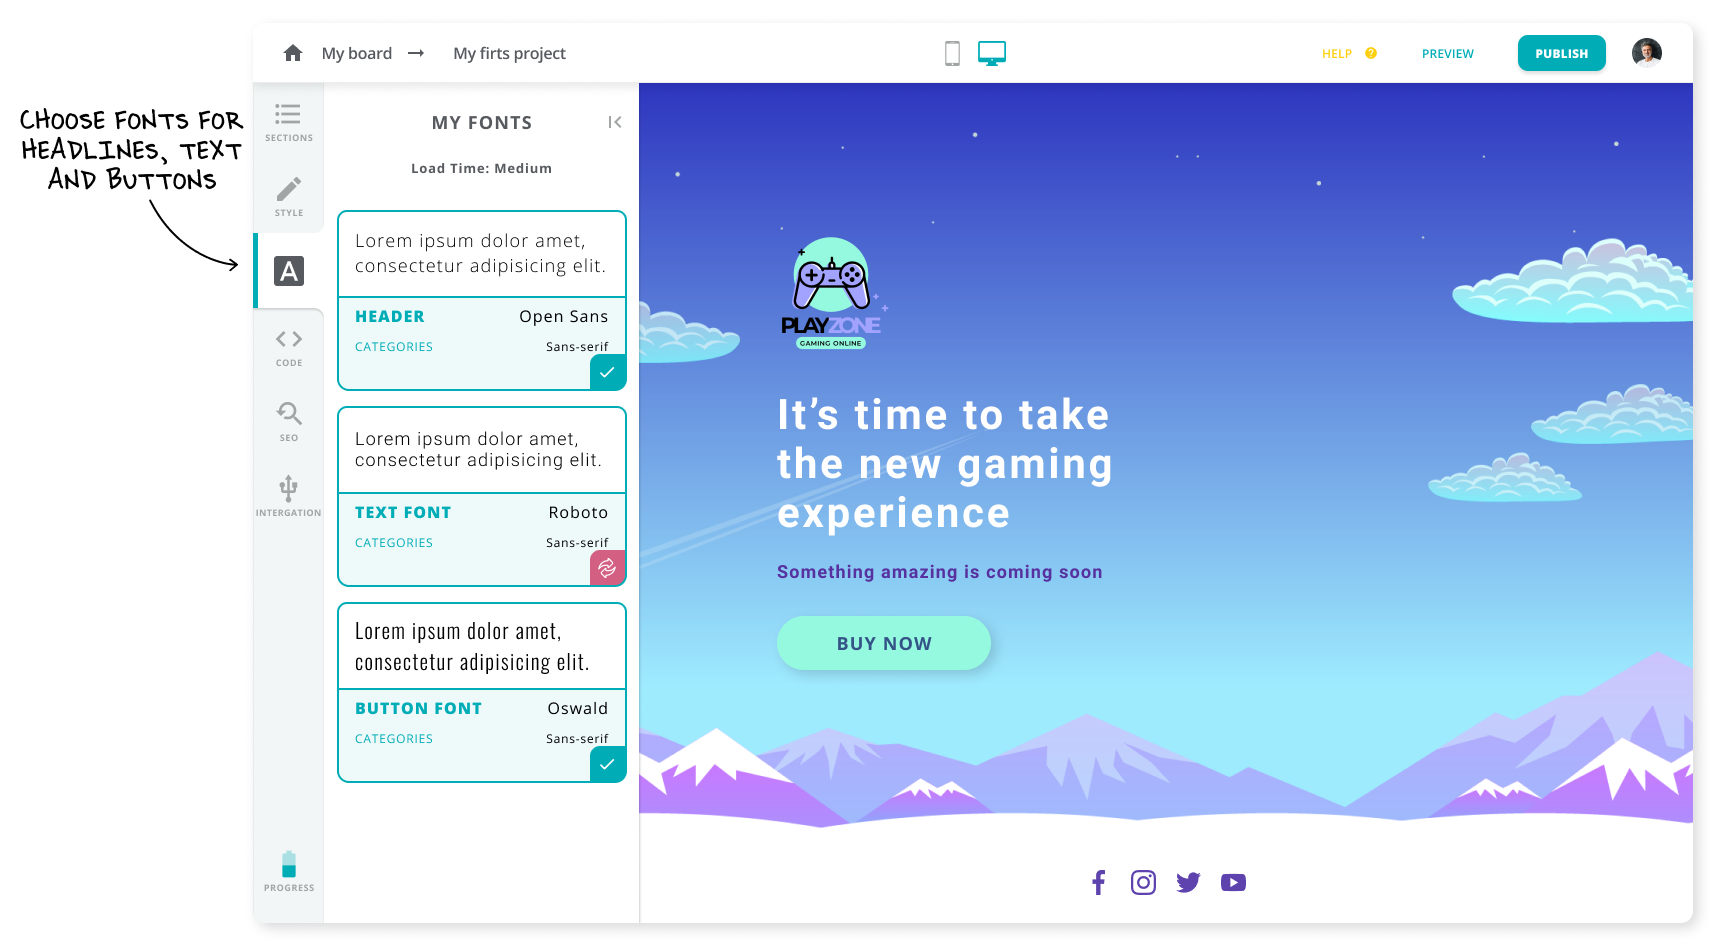 My board
My firts project
HELP
PREVIEW
PUBLISH
CHOOSE FONTS FOR
HEADLINES, TEXT
AND BUTTONS
SECTIONS
STYLE
A
CODE
SEO
INTERGATION
PROGRESS
MY FONTS
Load Time: Medium
Lorem ipsum dolor amet,
consectetur adipisicing elit.
HEADER Open Sans
CATEGORIES Sans-serif
Lorem ipsum dolor amet,
consectetur adipisicing elit.
TEXT FONT Roboto
CATEGORIES Sans-serif
Lorem ipsum dolor amet,
consectetur adipisicing elit.
BUTTON FONT Oswald
CATEGORIES Sans-serif
PLAYZONE
GAMING ONLINE
It’s time to take
the new gaming
experience
Something amazing is coming soon
BUY NOW